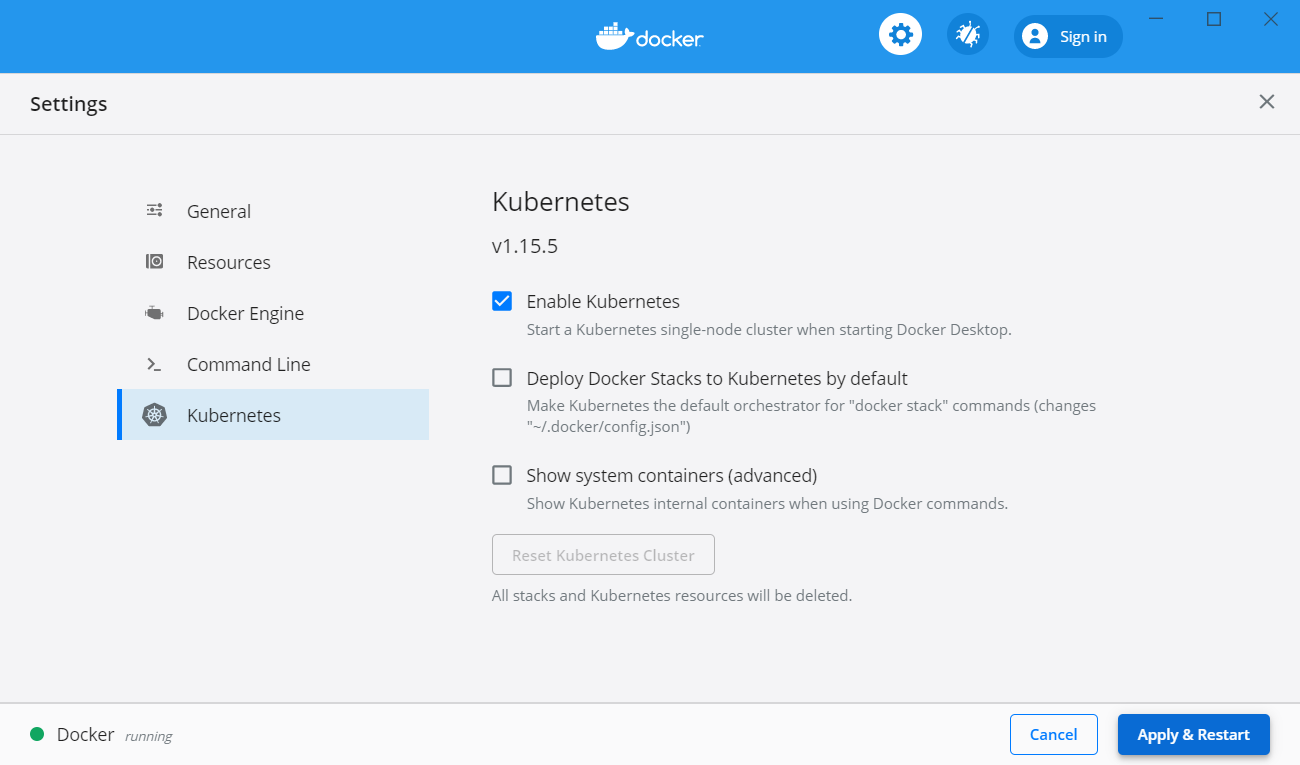 docker
Sign in
Settings
General
Resources
Docker Engine
Command Line
Kubernetes
Kubernetes
v1.15.5
Enable Kubernetes
Start a Kubernetes single-node cluster when starting Docker Desktop.
Deploy Docker Stacks to Kubernetes by default
Make Kubernetes the default orchestrator for "docker stack" commands (changes
"~/.docker/config.json")
Show system containers (advanced)
Show Kubernetes internal containers when using Docker commands.
Reset Kubernetes Cluster
All stacks and Kubernetes resources will be deleted.
Docker running
Cancel
Apply & Restart